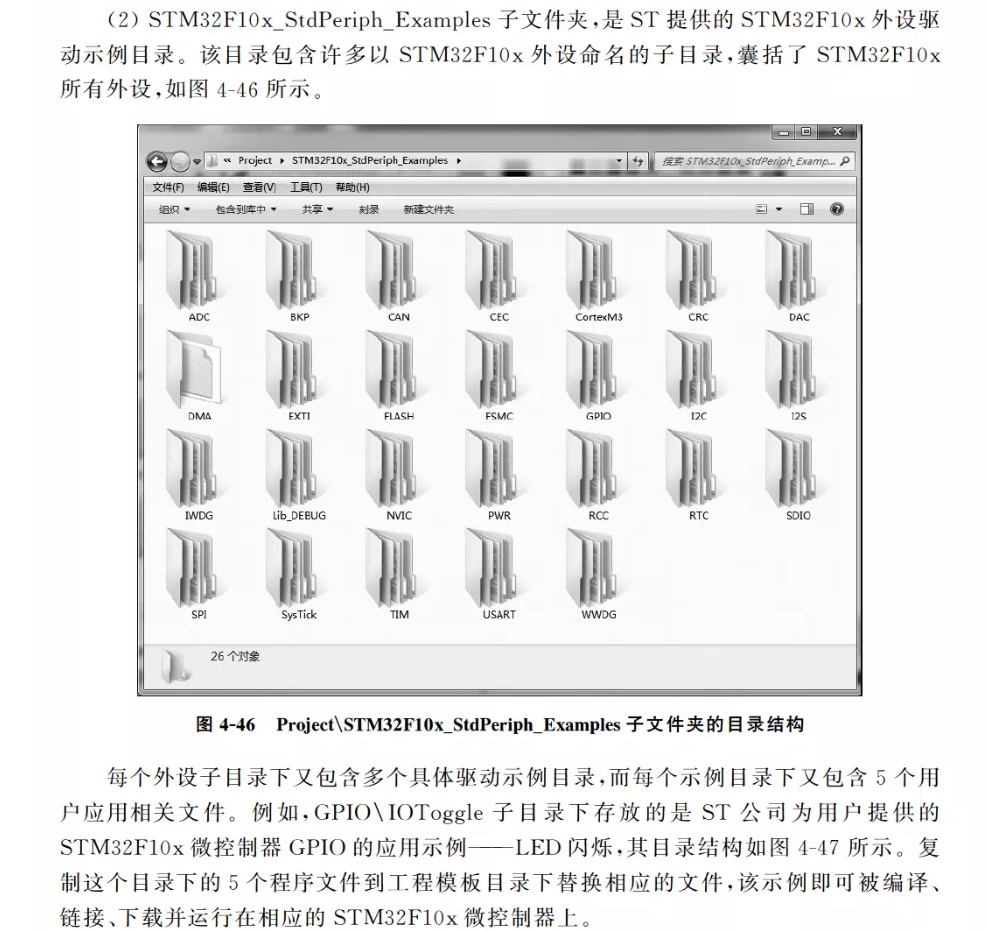 （2）STM32F10x_StdPeriph_Examples 子文件夹,是 ST 提供的 STM32F10x 外设驱
动示例目录。该目录包含许多以 STM32F10x 外设命名的子目录,囊括了 STM32F10x
所有外设,如图 4-46 所示。
« Project ▸ STM32F10x_StdPeriph_Examples ▸ 搜索 STM32F10x_StdPeriph_Examp...
文件(F) 编辑(E) 查看(V) 工具(T) 帮助(H)
组织 包含到库中 共享 刻录 新建文件夹
ADC BKP CAN CEC CortexM3 CRC DAC
DMA EXTI FLASH FSMC GPIO I2C I2S
IWDG Lib_DEBUG NVIC PWR RCC RTC SDIO
SPI SysTick TIM USART WWDG
26 个对象
图 4-46 Project\STM32F10x_StdPeriph_Examples 子文件夹的目录结构
每个外设子目录下又包含多个具体驱动示例目录,而每个示例目录下又包含 5 个用
户应用相关文件。例如,GPIO\IOToggle 子目录下存放的是 ST 公司为用户提供的
STM32F10x 微控制器 GPIO 的应用示例——LED 闪烁,其目录结构如图 4-47 所示。复
制这个目录下的 5 个程序文件到工程模板目录下替换相应的文件,该示例即可被编译、
链接、下载并运行在相应的 STM32F10x 微控制器上。